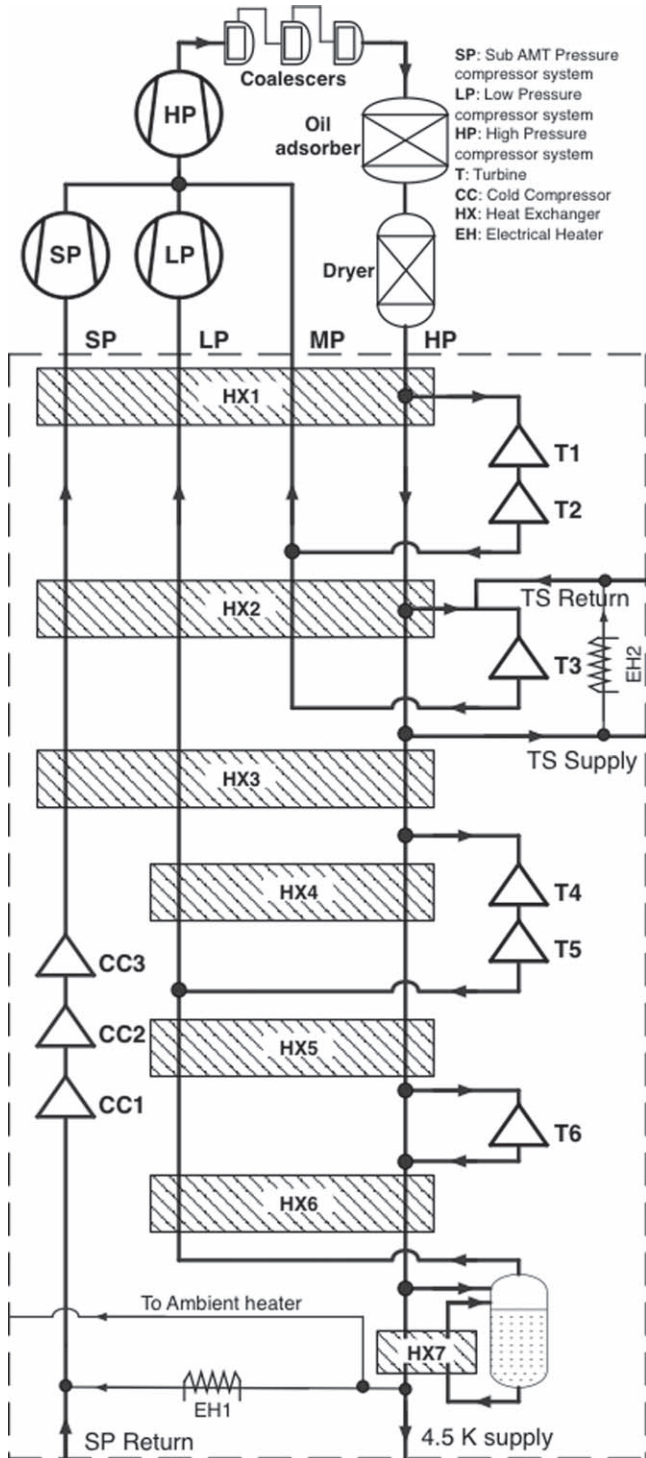 Coalescers
SP: Sub AMT Pressure
compressor system
LP: Low Pressure
compressor system
HP: High Pressure
compressor system
T: Turbine
CC: Cold Compressor
HX: Heat Exchanger
EH: Electrical Heater
HP
Oil
adsorber
SP
LP
Dryer
SP
LP
MP
HP
HX1
T1
T2
HX2
TS Return
T3
EH2
TS Supply
HX3
HX4
T4
T5
CC3
CC2
CC1
HX5
T6
HX6
To Ambient heater
HX7
EH1
SP Return
4.5 K supply